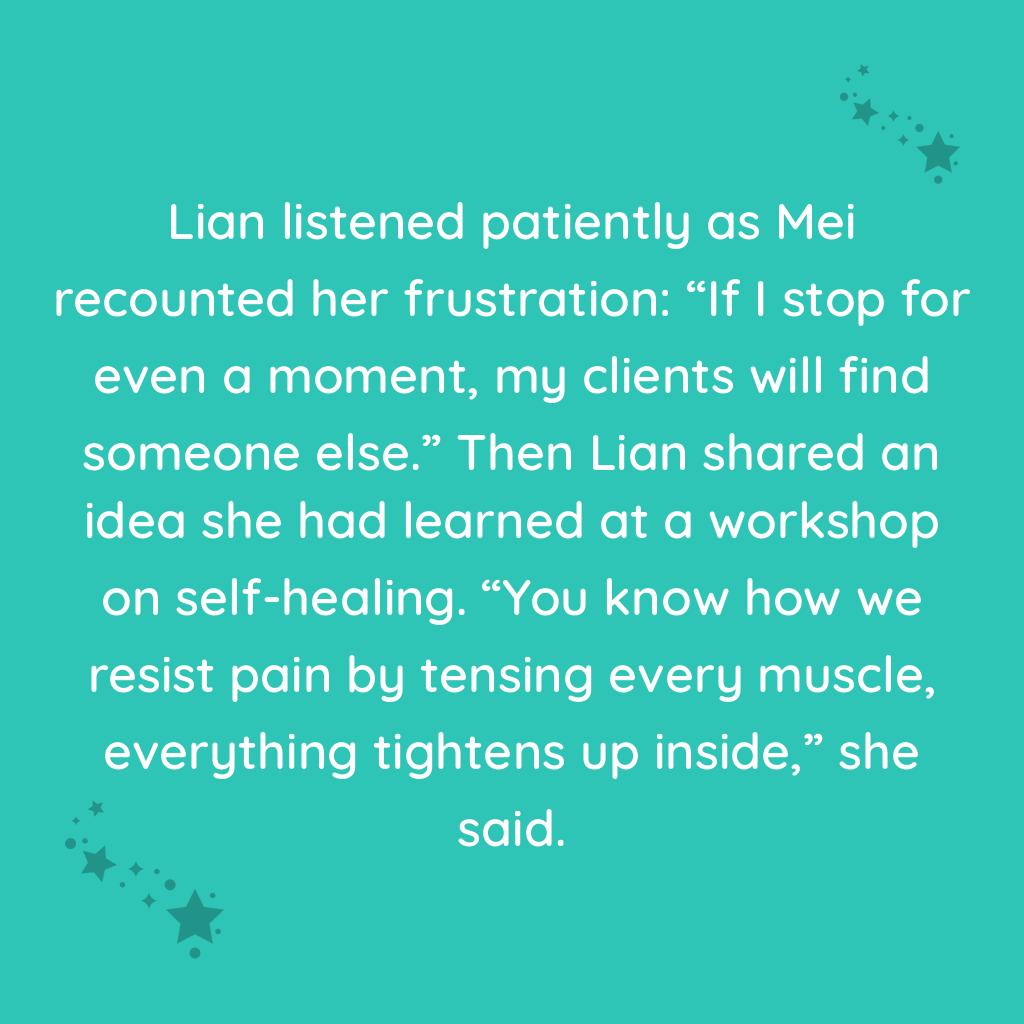 Lian listened patiently as Mei
recounted her frustration: “If I stop for
even a moment, my clients will find
someone else.” Then Lian shared an
idea she had learned at a workshop
on self-healing. “You know how we
resist pain by tensing every muscle,
everything tightens up inside,” she
said.